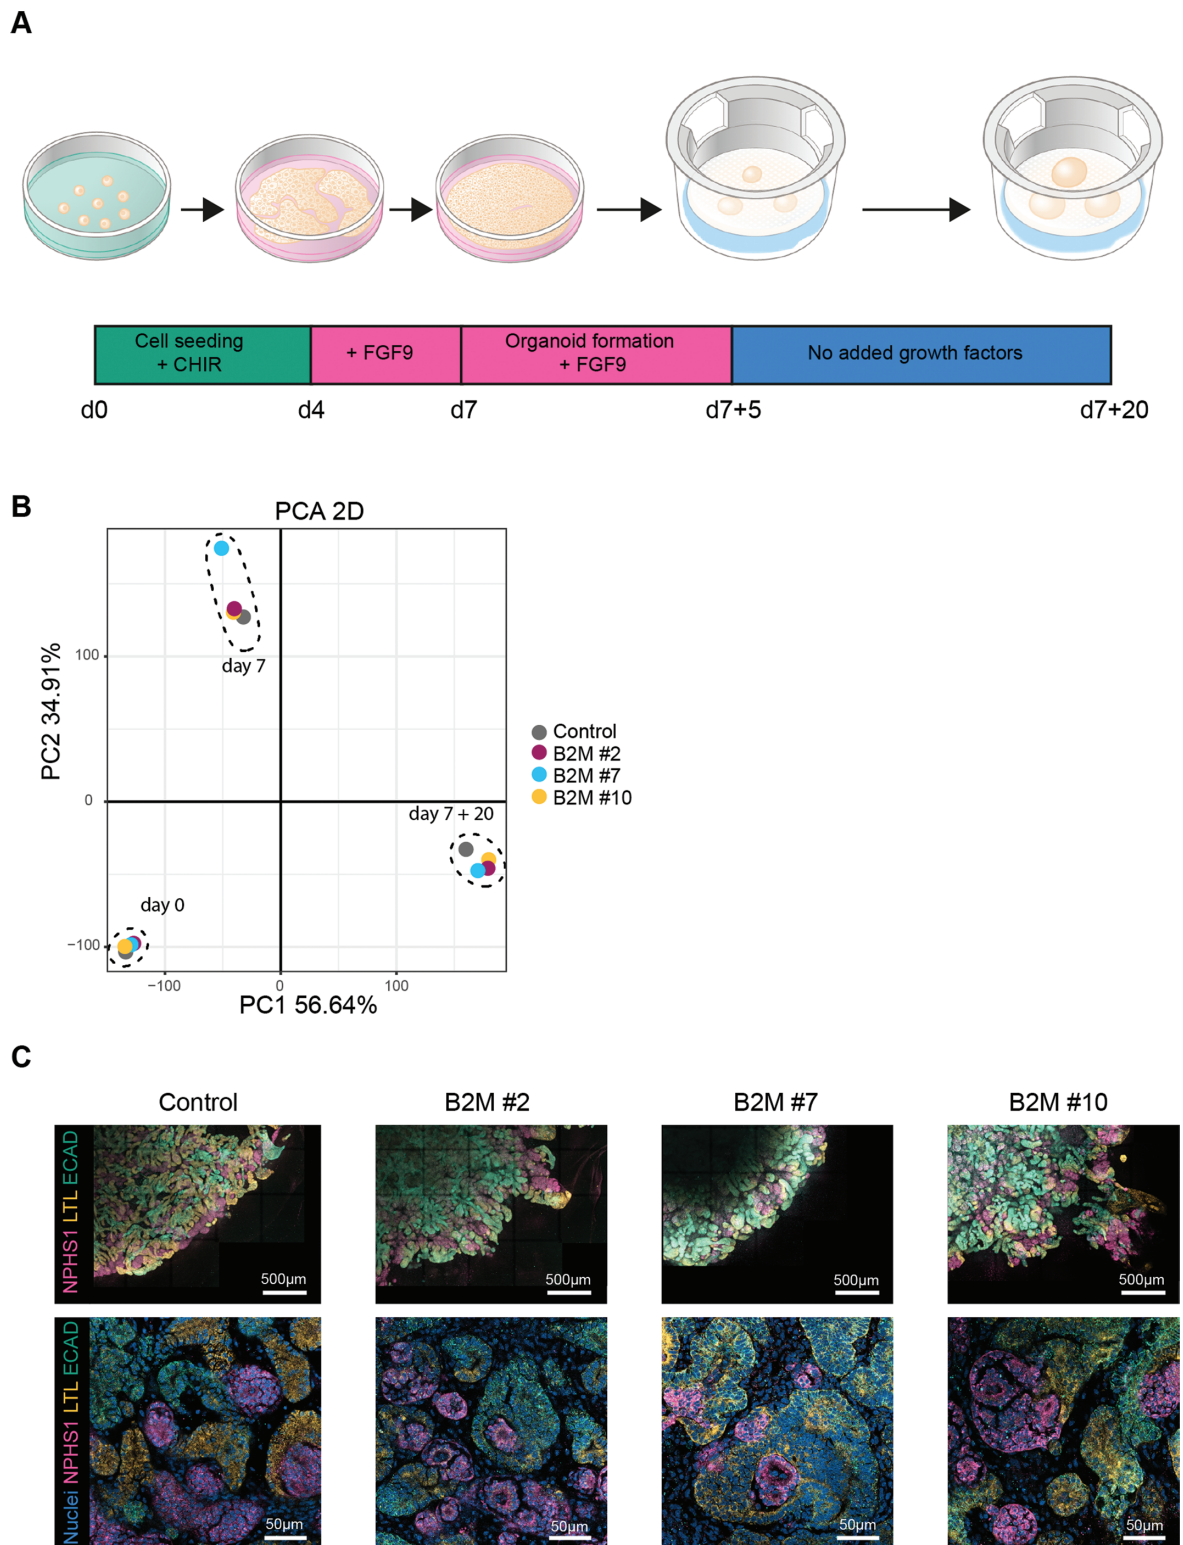 A
Cell seeding
+ CHIR
+ FGF9
Organoid formation
+ FGF9
No added growth factors
d0
d4
d7
d7+5
d7+20
B
PCA 2D
PC2 34.91%
100
0
−100
day 7
day 7 + 20
day 0
−100
0
100
PC1 56.64%
Control
B2M #2
B2M #7
B2M #10
C
Control
B2M #2
B2M #7
B2M #10
NPHS1 LTL ECAD
500µm
500µm
500µm
500µm
Nuclei NPHS1 LTL ECAD
50µm
50µm
50µm
50µm